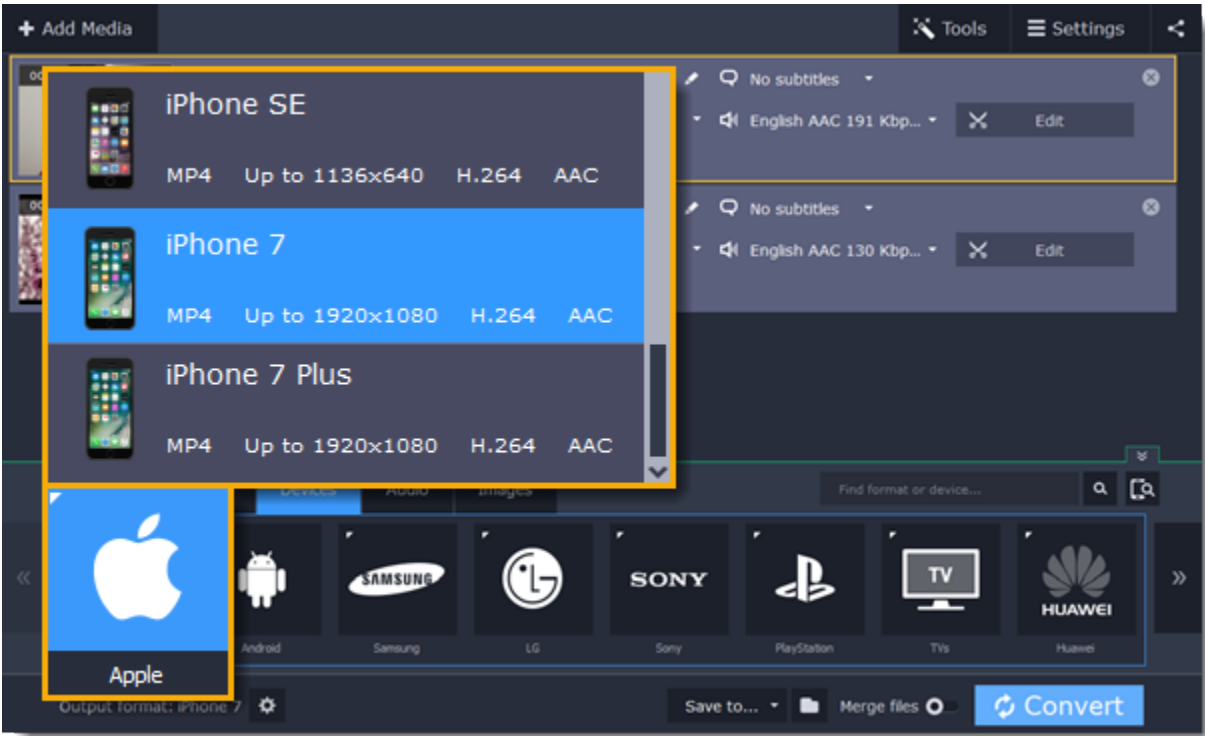 Add Media
Tools
Settings
No subtitles
English AAC 191 Kbp...
Edit
No subtitles
English AAC 130 Kbp...
Edit
iPhone SE
MP4 Up to 1136x640 H.264 AAC
iPhone 7
MP4 Up to 1920x1080 H.264 AAC
iPhone 7 Plus
MP4 Up to 1920x1080 H.264 AAC
Devices Audio Images
Find format or device...
SAMSUNG
SONY
TV
HUAWEI
Apple
Android
Samsung
LG
Sony
PlayStation
TVs
Huawei
Output format: iPhone 7
Save to...
Merge files
Convert